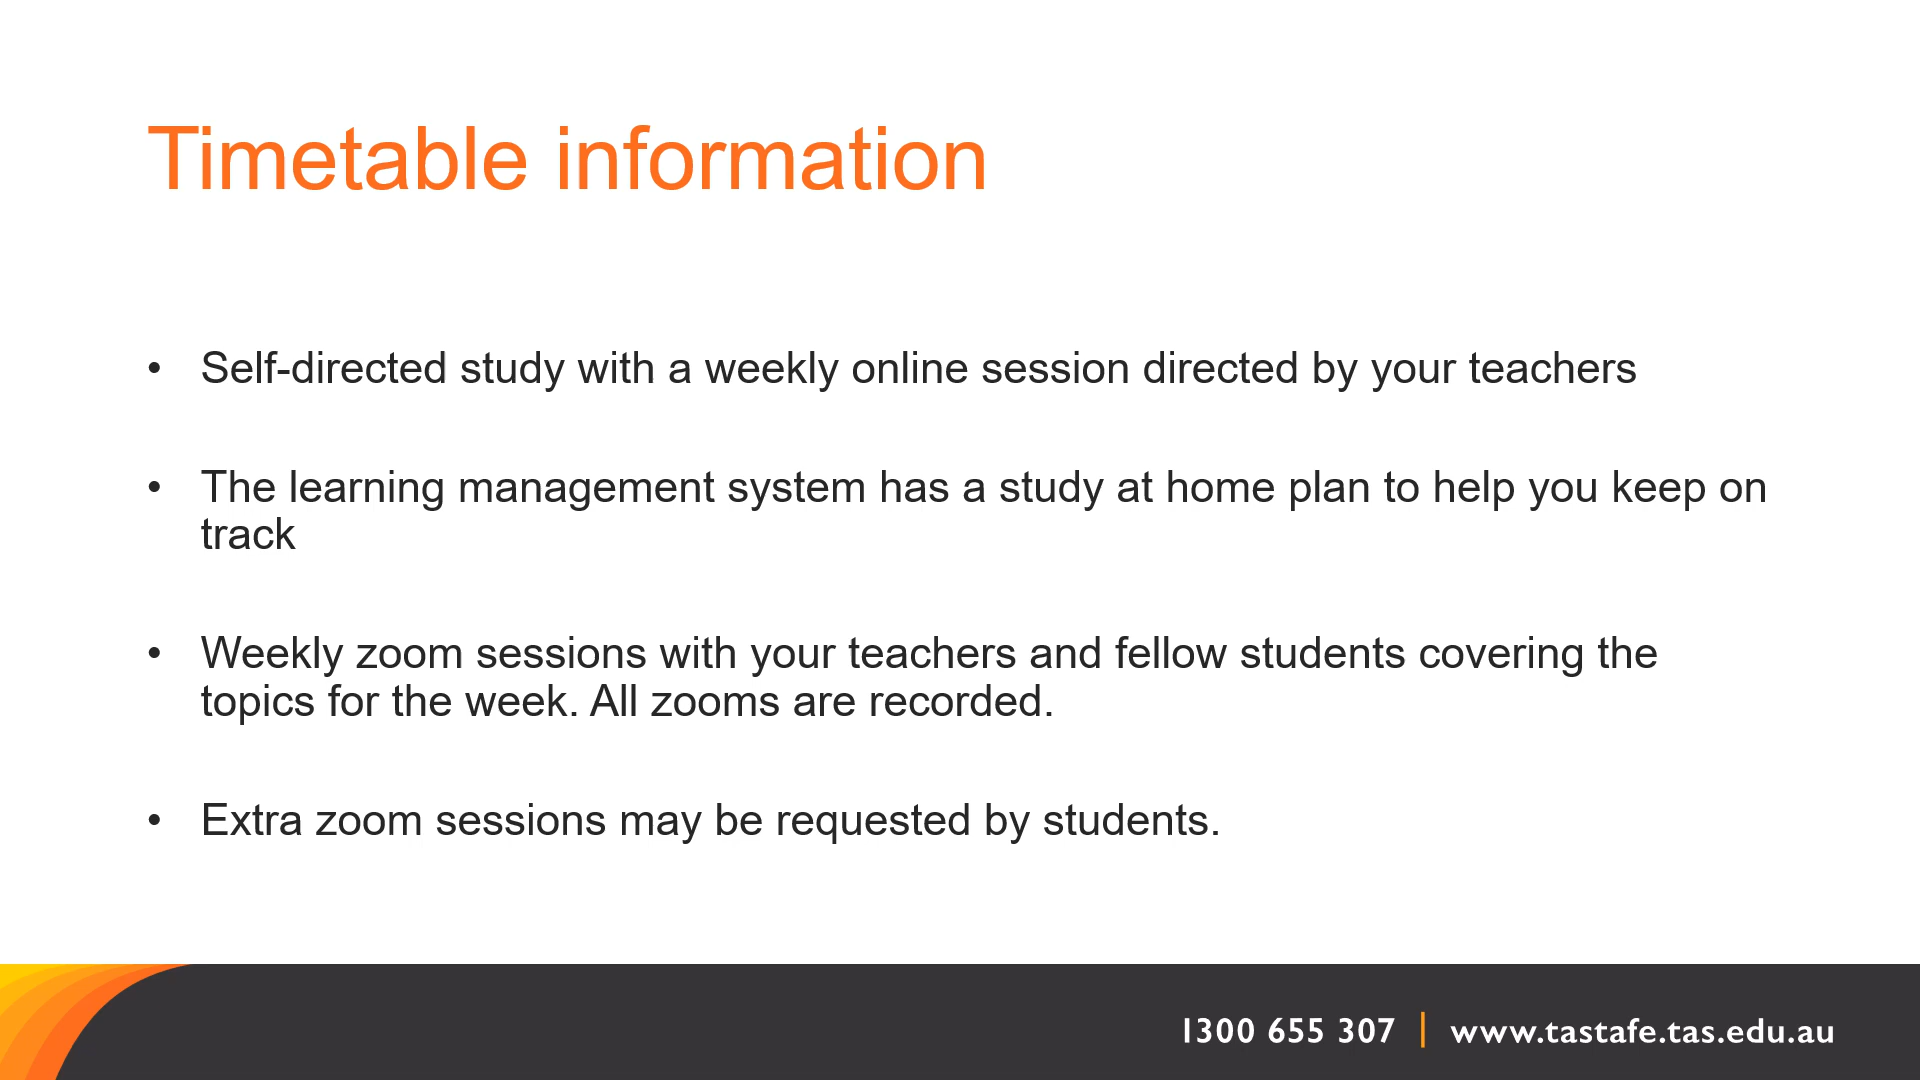 Timetable information
• Self-directed study with a weekly online session directed by your teachers
• The learning management system has a study at home plan to help you keep on
track
• Weekly zoom sessions with your teachers and fellow students covering the
topics for the week. All zooms are recorded.
• Extra zoom sessions may be requested by students.
1300 655 307 | www.tastafe.tas.edu.au